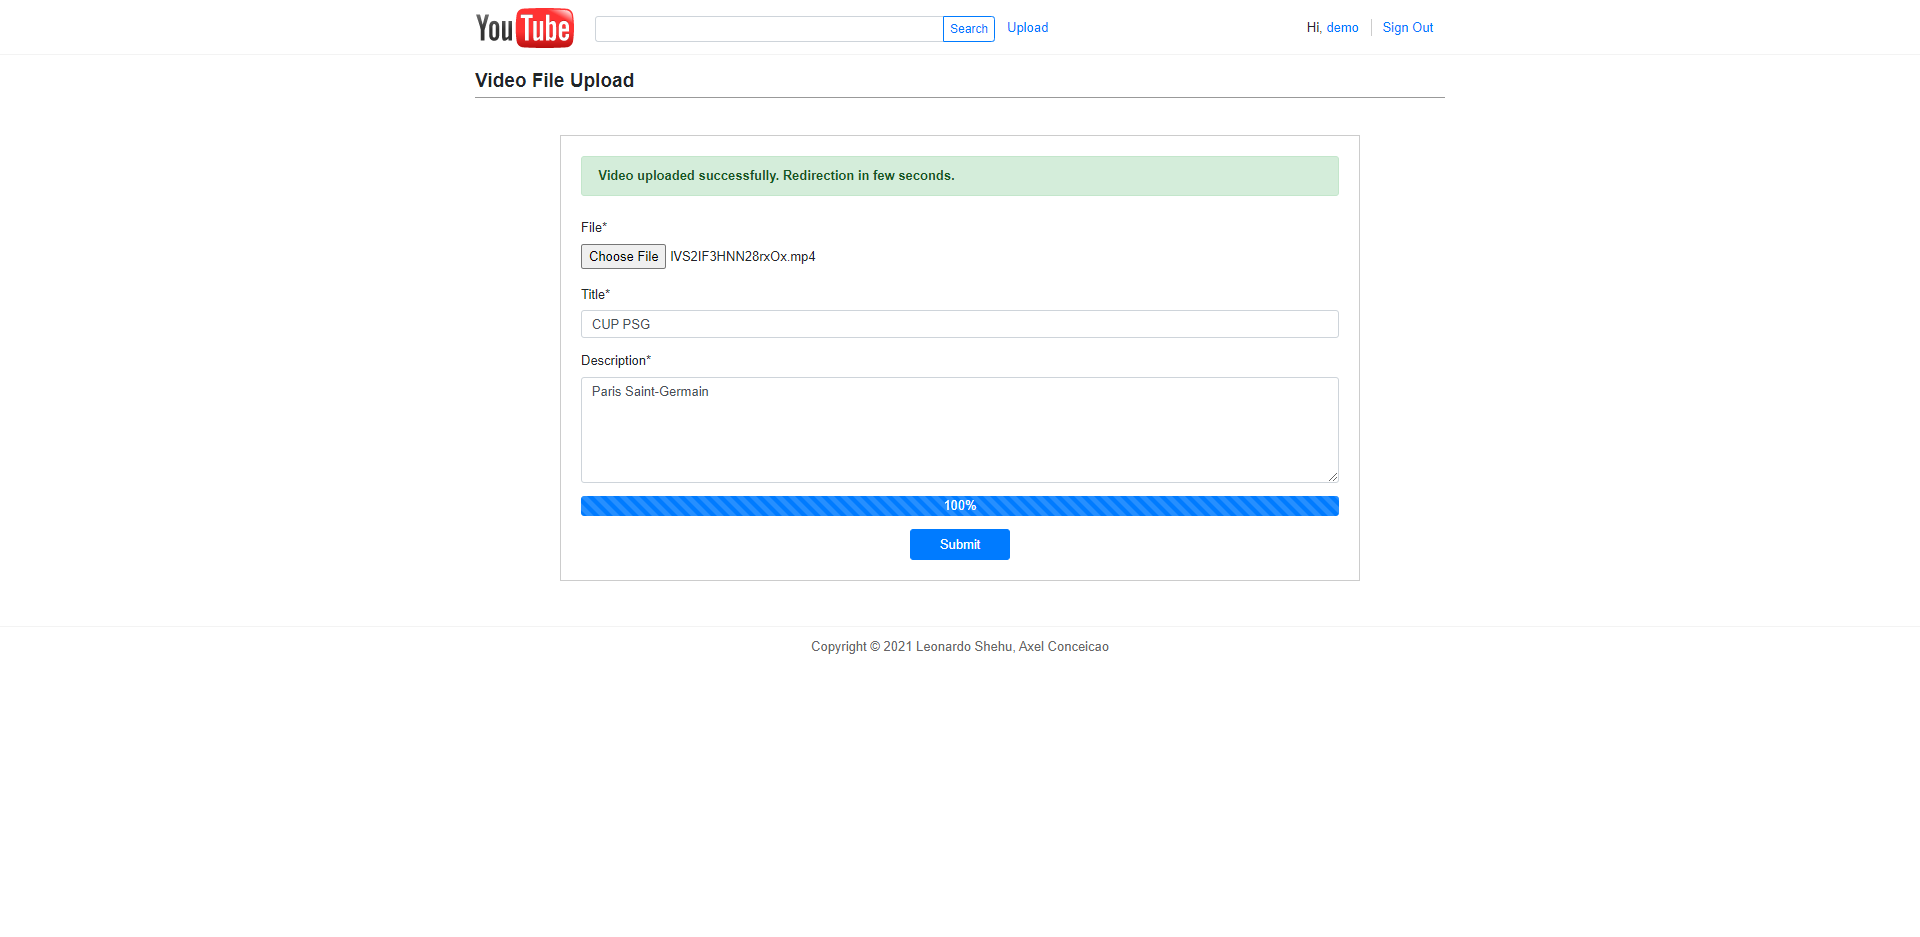 YouTube Search Upload Hi, demo Sign Out
Video File Upload
Video uploaded successfully. Redirection in few seconds.
File*
Choose File IVS2IF3HNN28rxOx.mp4
Title*
CUP PSG
Description*
Paris Saint-Germain
100%
Submit
Copyright © 2021 Leonardo Shehu, Axel Conceicao